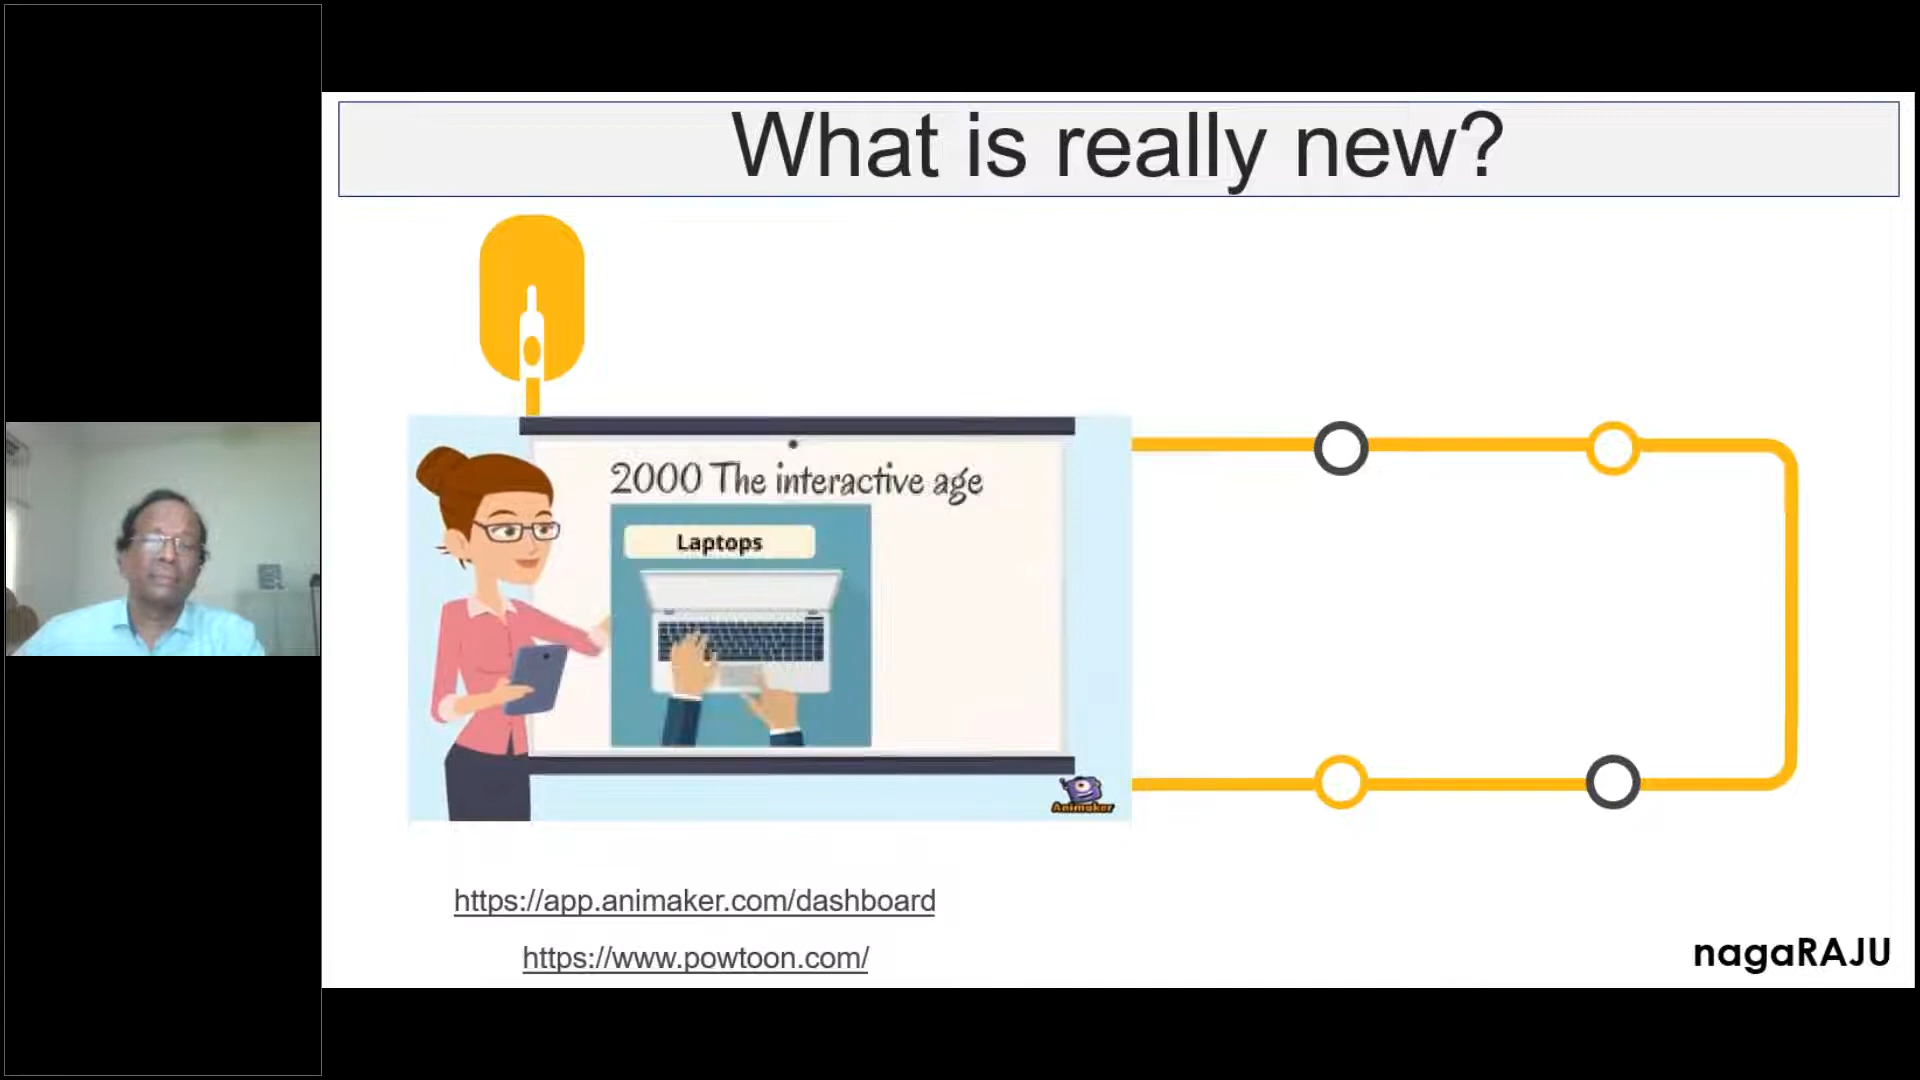 What is really new?
2000 The interactive age
Laptops
Animaker
https://app.animaker.com/dashboard
https://www.powtoon.com/
nagaRAJU